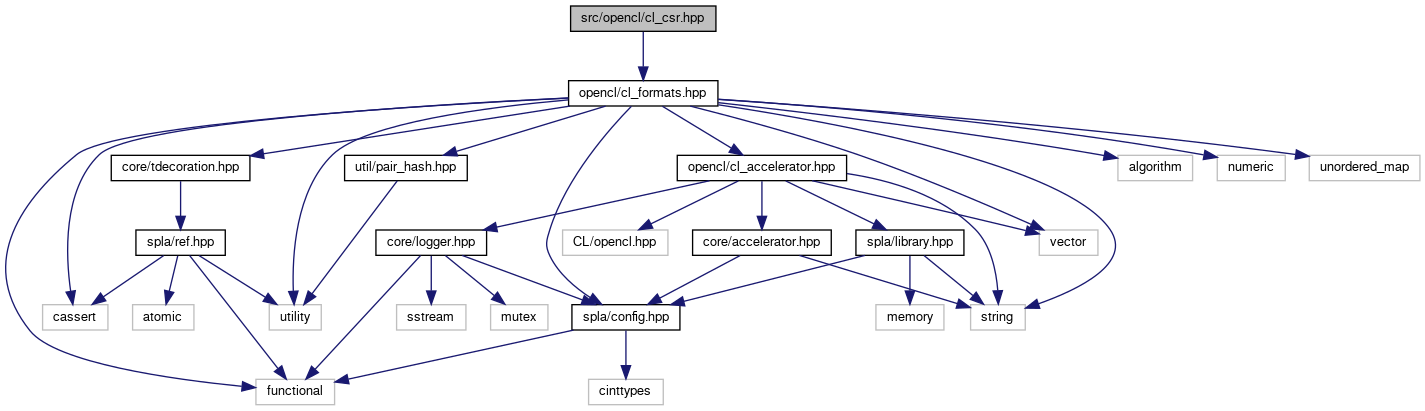 src/opencl/cl_csr.hpp
opencl/cl_formats.hpp
core/tdecoration.hpp
util/pair_hash.hpp
opencl/cl_accelerator.hpp
algorithm
numeric
unordered_map
spla/ref.hpp
core/logger.hpp
CL/opencl.hpp
core/accelerator.hpp
spla/library.hpp
vector
cassert
atomic
utility
sstream
mutex
spla/config.hpp
memory
string
functional
cinttypes